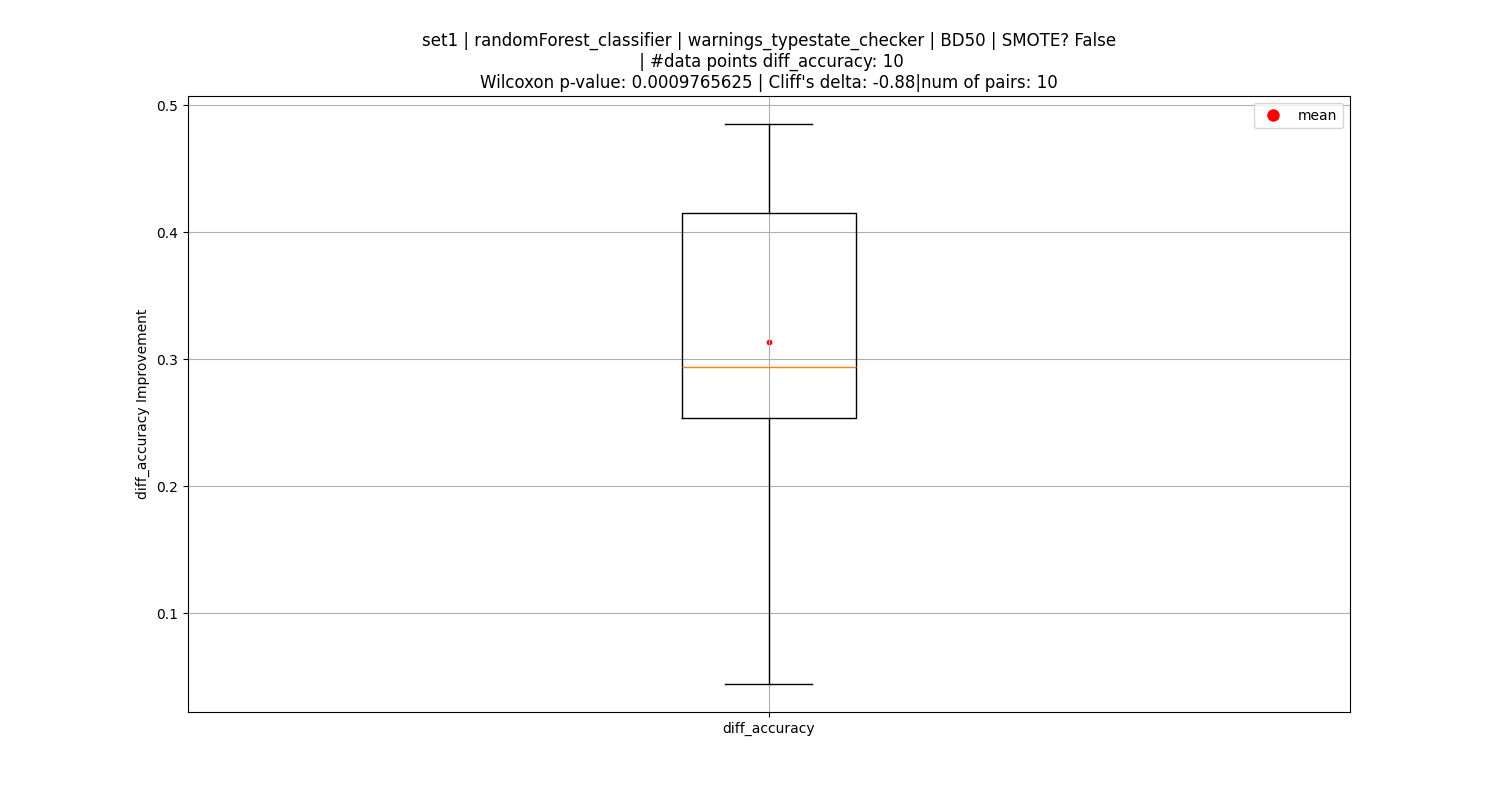 set1 | randomForest_classifier | warnings_typestate_checker | BD50 | SMOTE? False
| #data points diff_accuracy: 10
Wilcoxon p-value: 0.0009765625 | Cliff's delta: -0.88|num of pairs: 10
mean
0.5
0.4
0.3
0.2
0.1
diff_accuracy Improvement
diff_accuracy